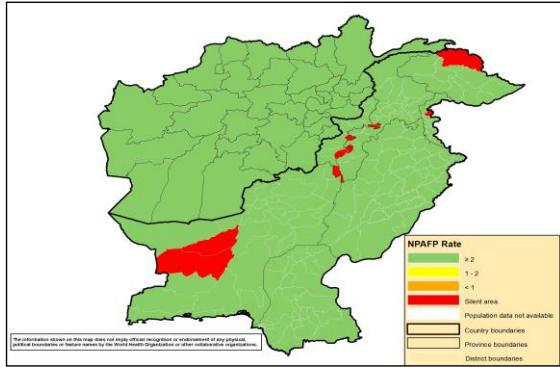 NPAFP Rate
≥ 2
1 - 2
< 1
Silent area
Population data not available
Country boundaries
Province boundaries
District boundaries
The information shown on this map does not imply official recognition or endorsement of any physical,
political boundaries or feature names by the World Health Organization or other collaborative organizations.